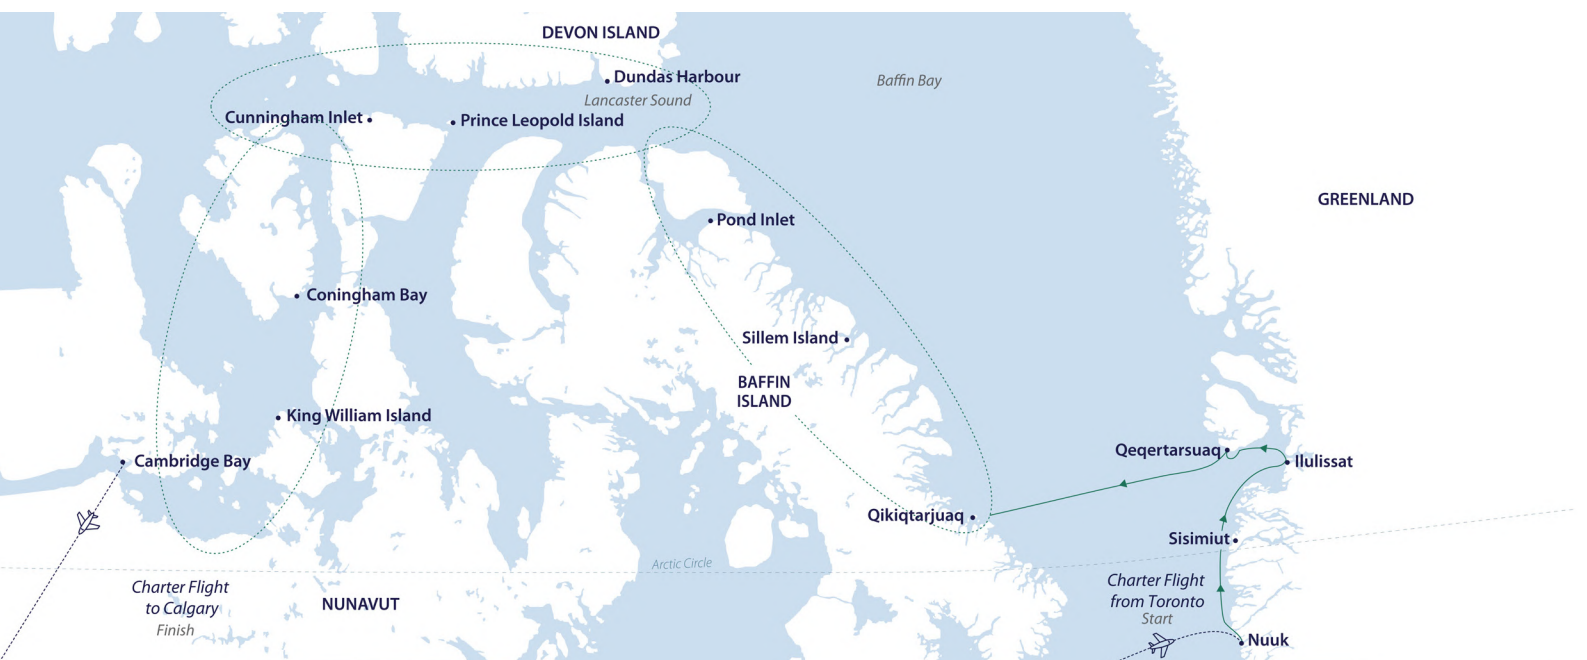 DEVON ISLAND
Dundas Harbour
Baffin Bay
Lancaster Sound
Cunningham Inlet
Prince Leopold Island
GREENLAND
Pond Inlet
Coningham Bay
Sillem Island
BAFFIN
ISLAND
King William Island
Qeqertarsuaq
Ilulissat
Cambridge Bay
Qikiqtarjuaq
Sisimiut
Arctic Circle
Charter Flight
to Calgary
Finish
NUNAVUT
Charter Flight
from Toronto
Start
Nuuk